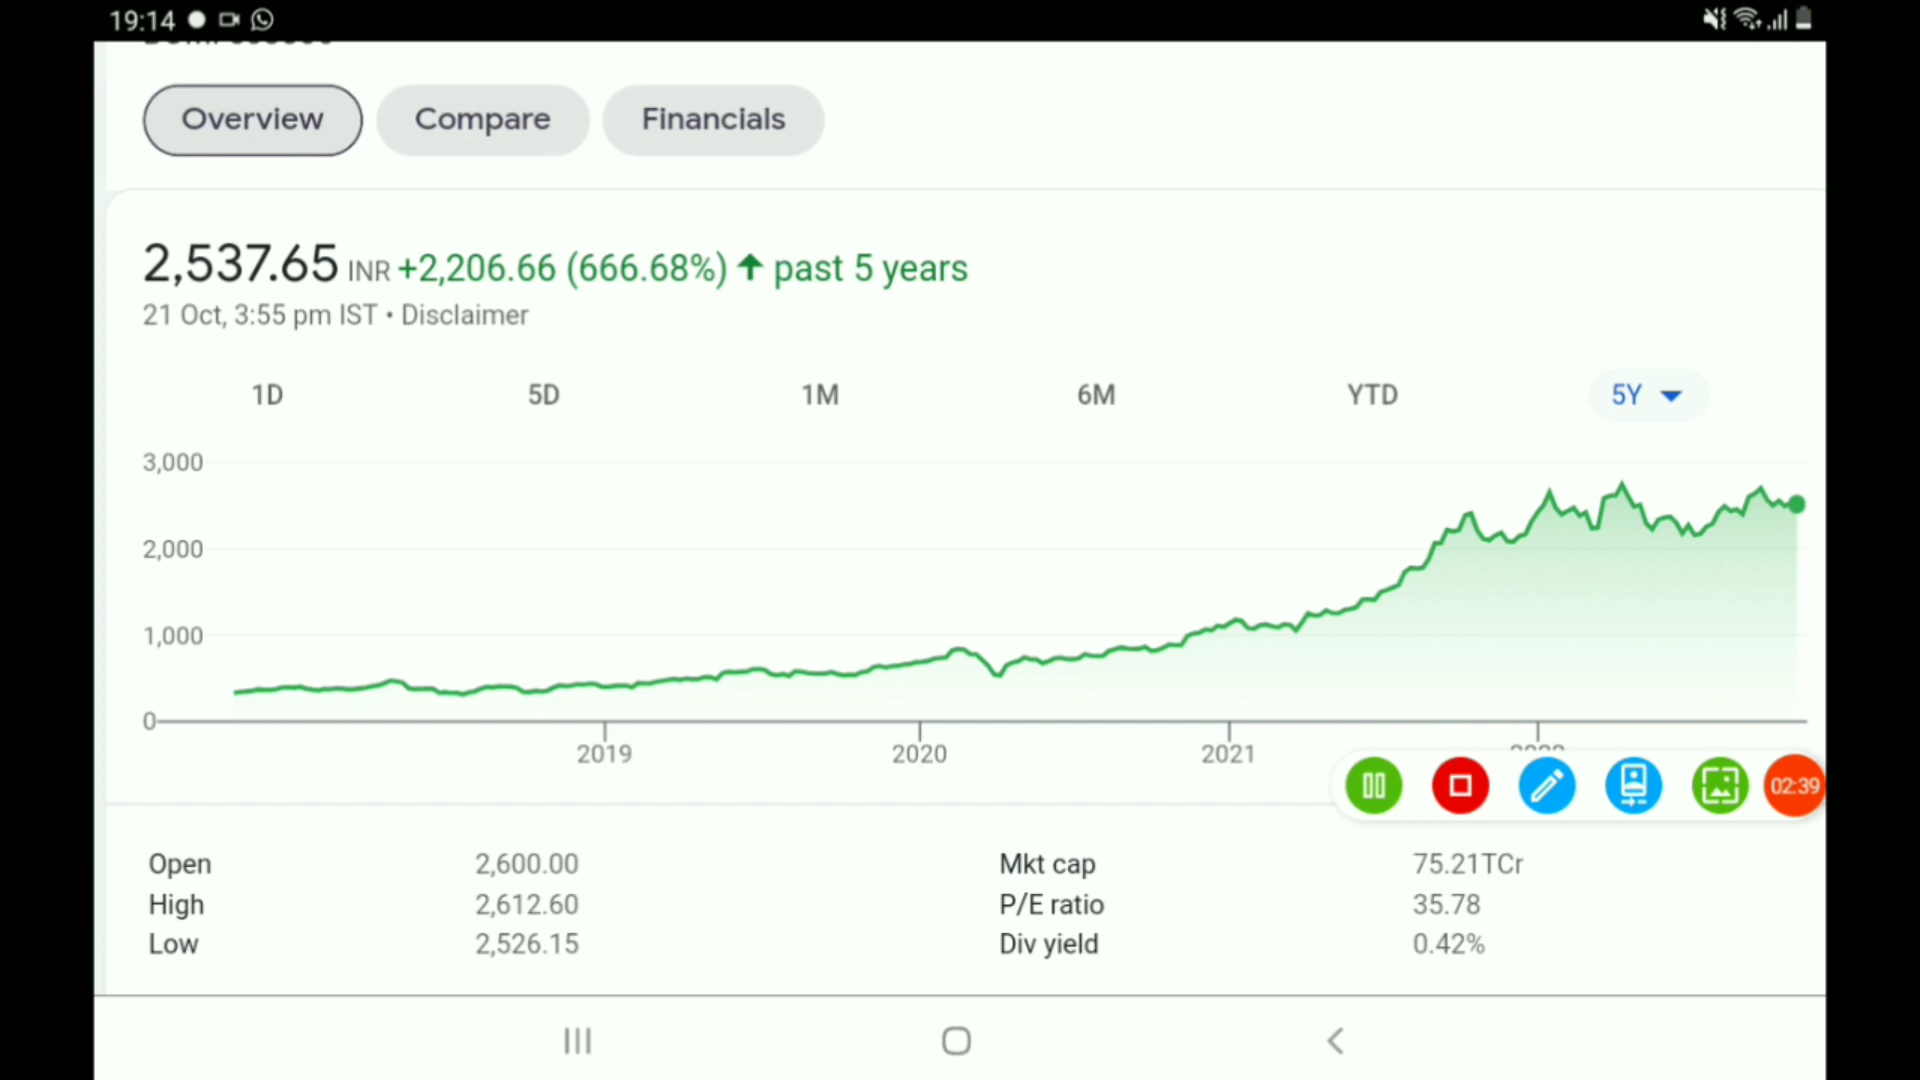 19:14
Overview Compare Financials
2,537.65 INR +2,206.66 (666.68%) ↑ past 5 years
21 Oct, 3:55 pm IST • Disclaimer
1D 5D 1M 6M YTD 5Y
3,000
2,000
1,000
0
2019 2020 2021
02:39
Open 2,600.00 Mkt cap 75.21TCr
High 2,612.60 P/E ratio 35.78
Low 2,526.15 Div yield 0.42%